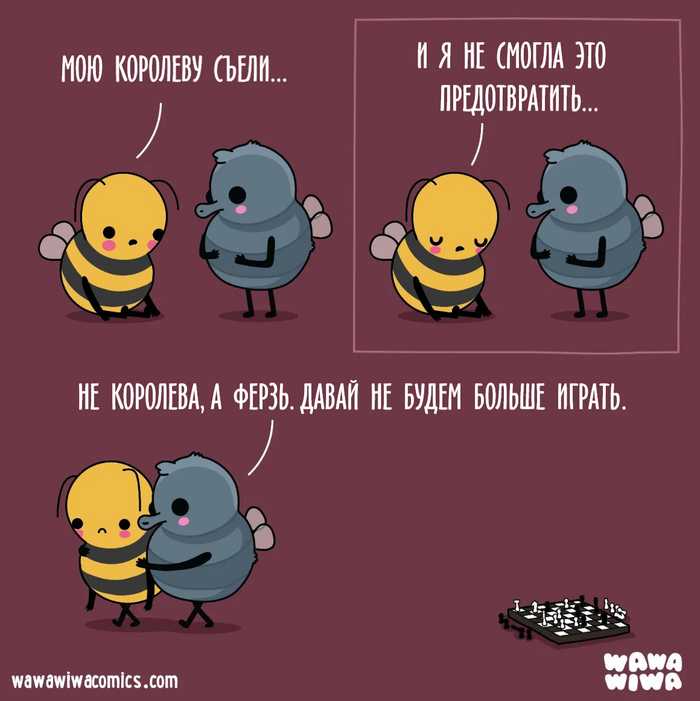 МОЮ КОРОЛЕВУ СЪЕЛИ...
И Я НЕ СМОГЛА ЭТО
ПРЕДОТВРАТИТЬ...
НЕ КОРОЛЕВА, А ФЕРЗЬ. ДАВАЙ НЕ БУДЕМ БОЛЬШЕ ИГРАТЬ.
wawawiwacomics.com
WAWA
WIWA